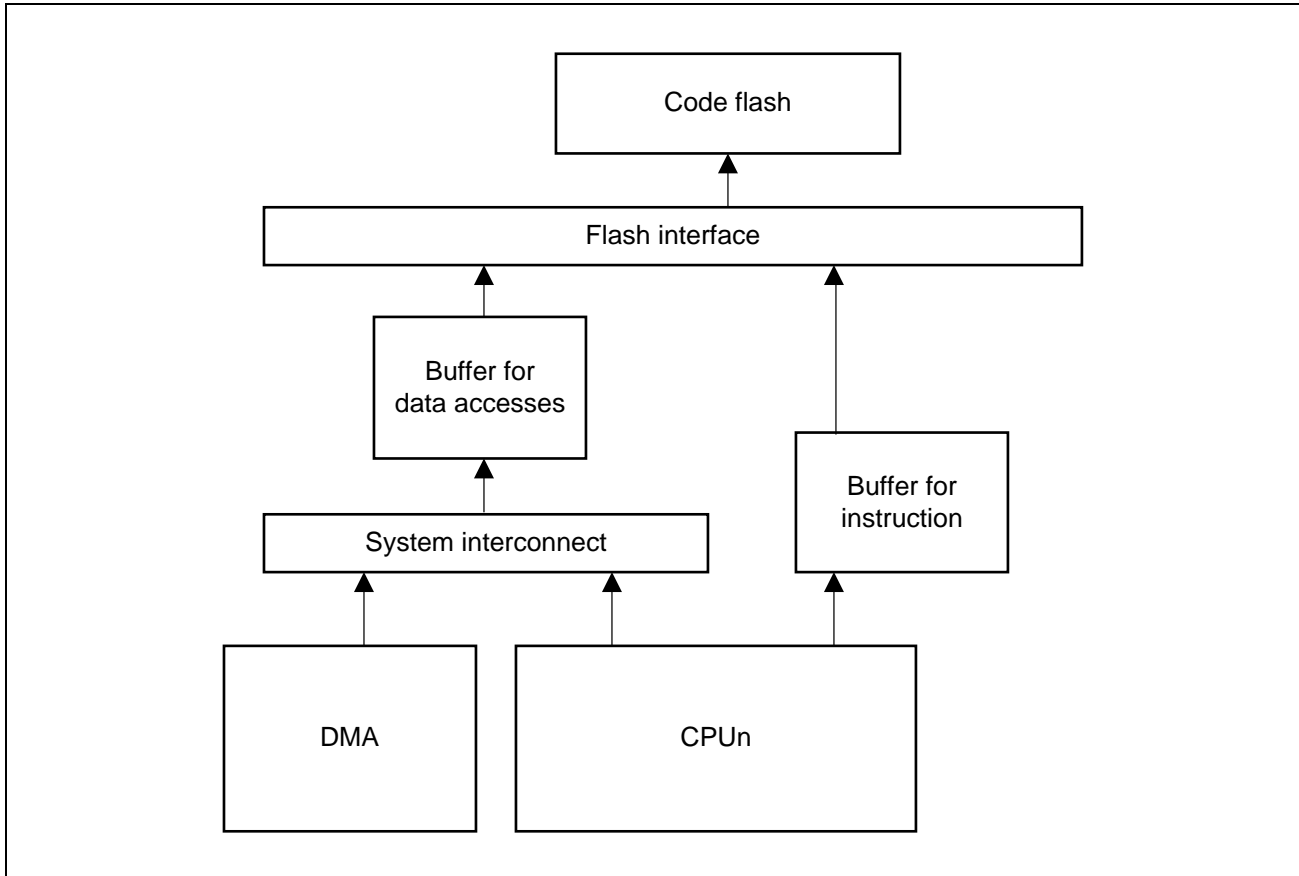 Code flash
Flash interface
Buffer for
data accesses
Buffer for
instruction
System interconnect
DMA
CPUn